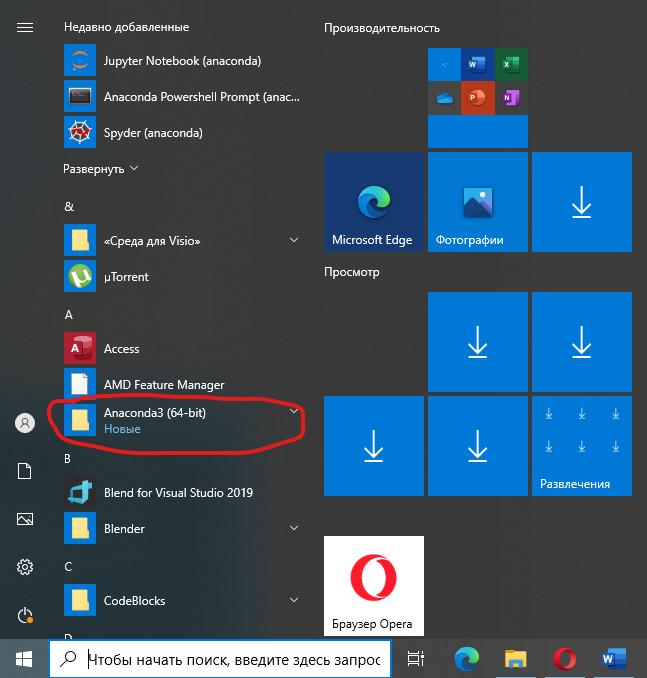 Недавно добавленные
Jupyter Notebook (anaconda)
Anaconda Powershell Prompt (anac...
Spyder (anaconda)
Развернуть
&
«Среда для Visio»
µTorrent
A
Access
AMD Feature Manager
Anaconda3 (64-bit)
Новые
B
Blend for Visual Studio 2019
Blender
C
CodeBlocks
D
Производительность
Microsoft Edge
Фотографии
Просмотр
Развлечения
Браузер Opera
Чтобы начать поиск, введите здесь запрос